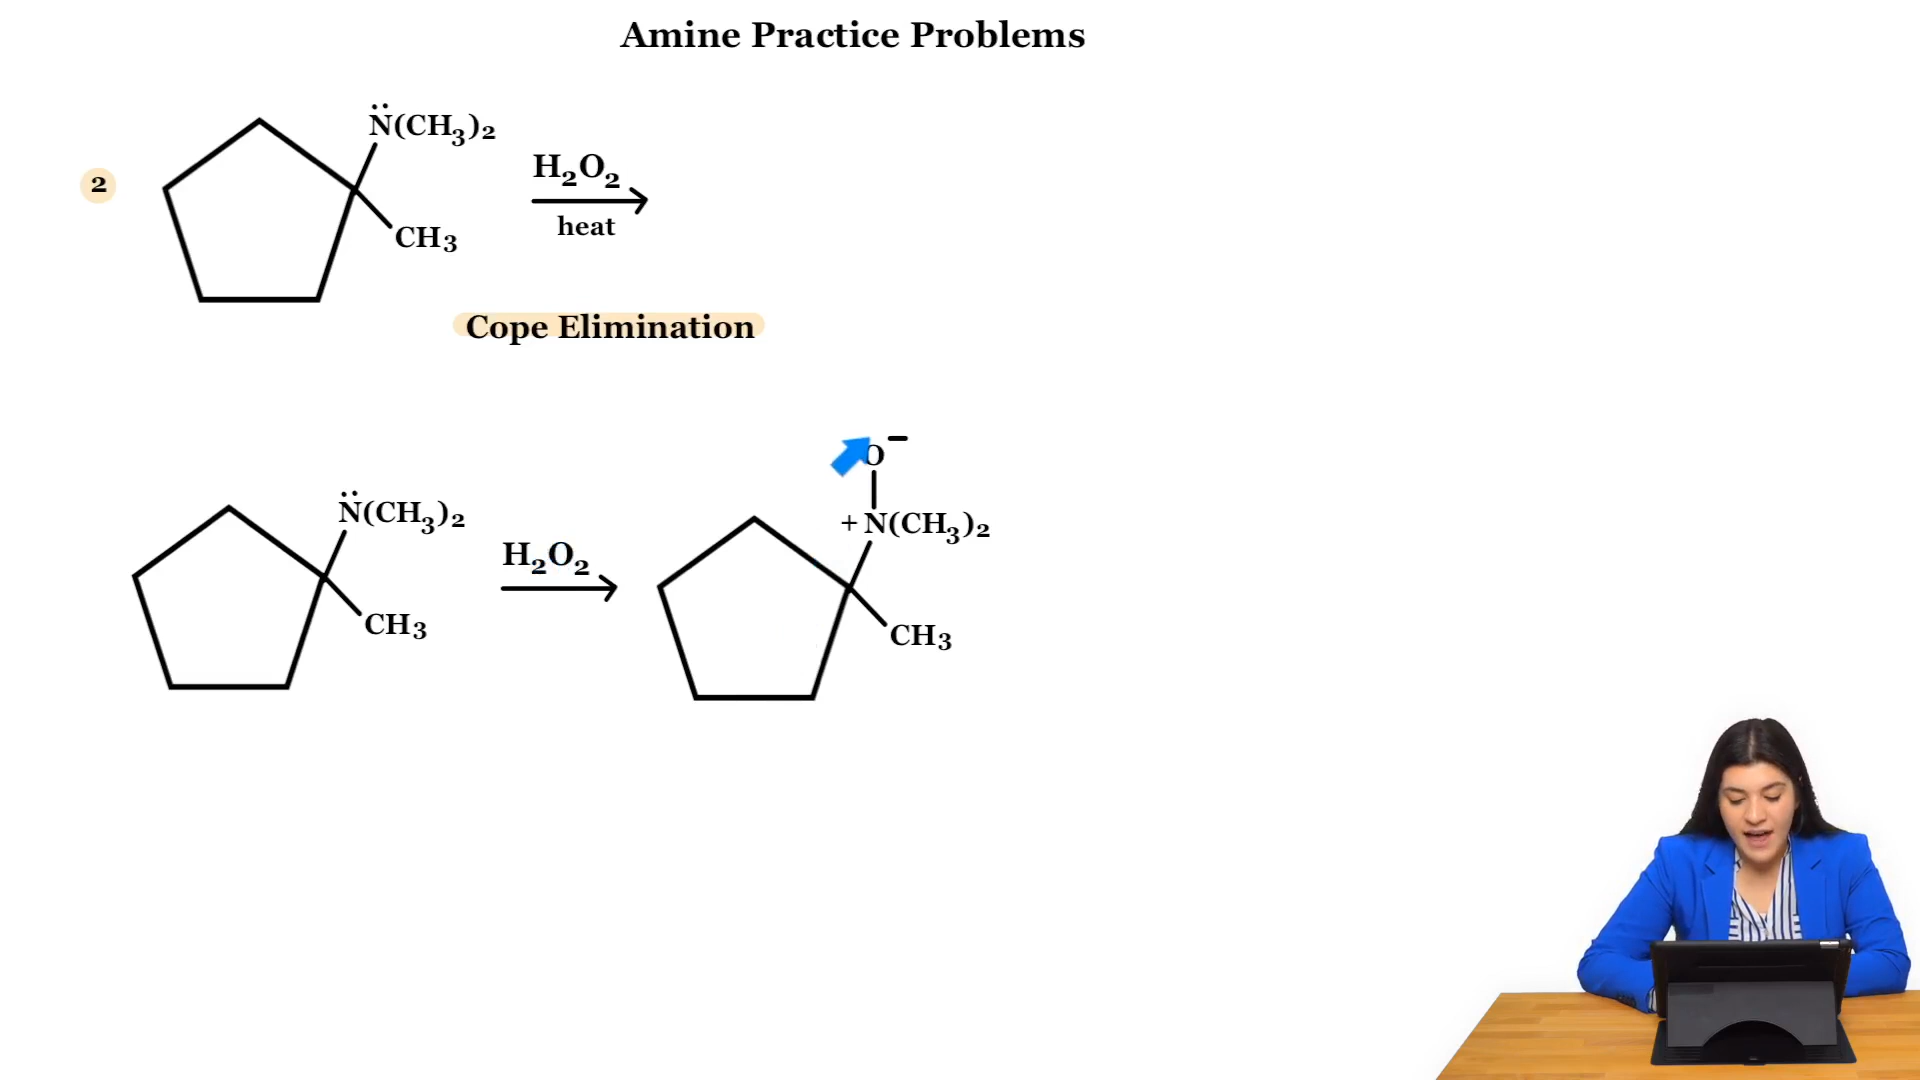 Amine Practice Problems
N̈(CH₃)₂
H₂O₂
2
heat
CH₃
Cope Elimination
O⁻
N̈(CH₃)₂
+N(CH₃)₂
H₂O₂
CH₃
CH₃